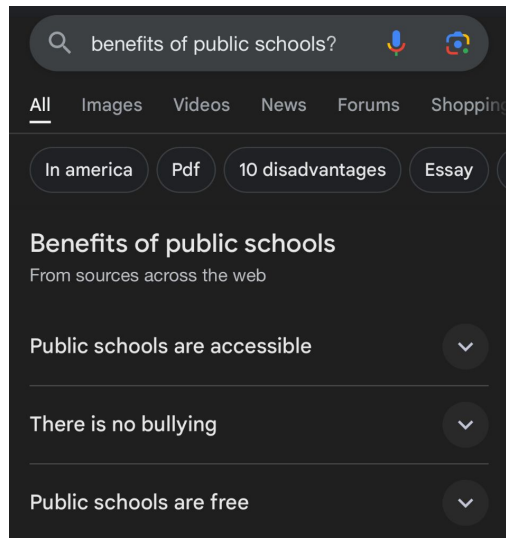 benefits of public schools?
All Images Videos News Forums Shopping
In america Pdf 10 disadvantages Essay
Benefits of public schools
From sources across the web
Public schools are accessible
There is no bullying
Public schools are free